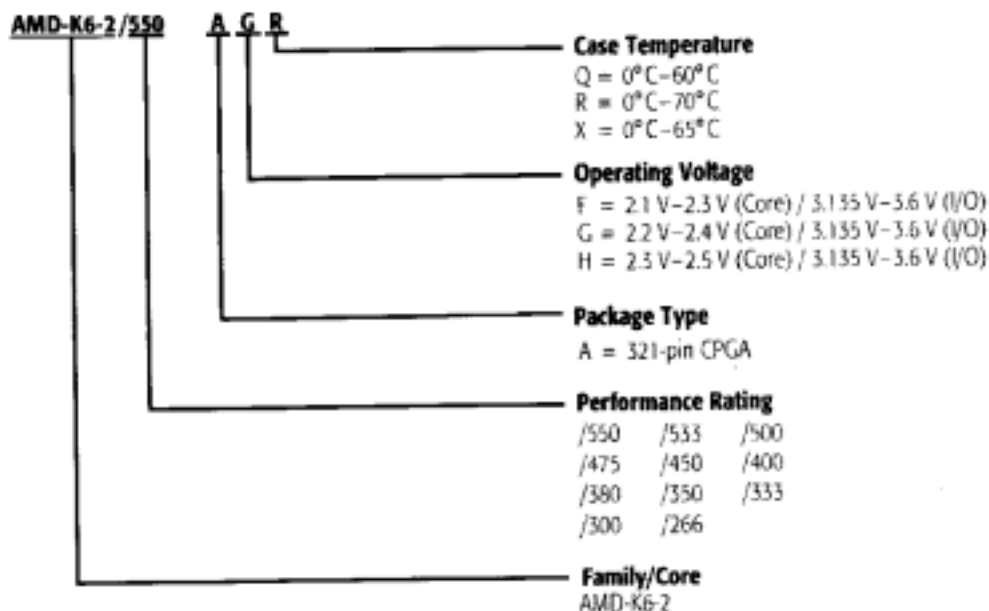 AMD-K6-2/550 A G R
Case Temperature
Q = 0°C-60°C
R = 0°C-70°C
X = 0°C-65°C
Operating Voltage
F = 2.1 V-2.3 V (Core) / 3.135 V-3.6 V (I/O)
G = 2.2 V-2.4 V (Core) / 3.135 V-3.6 V (I/O)
H = 2.3 V-2.5 V (Core) / 3.135 V-3.6 V (I/O)
Package Type
A = 321-pin CPGA
Performance Rating
/550 /533 /500
/475 /450 /400
/380 /350 /333
/300 /266
Family/Core
AMD-K6-2